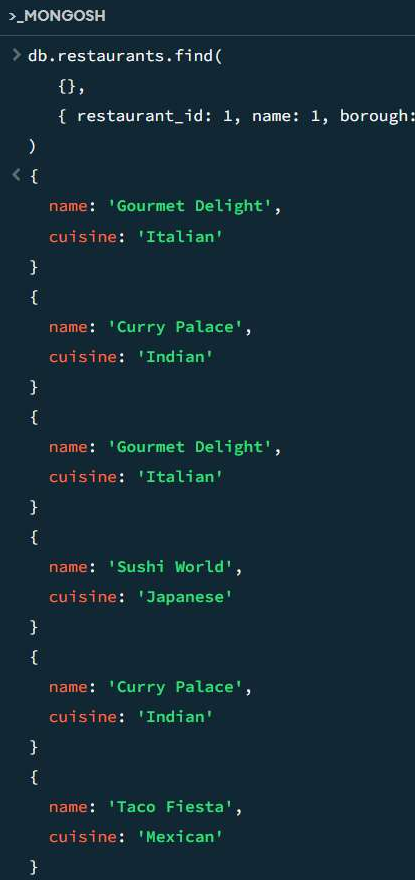 >_MONGOSH
> db.restaurants.find(
{},
{ restaurant_id: 1, name: 1, borough:
)
< {
name: 'Gourmet Delight',
cuisine: 'Italian'
}
{
name: 'Curry Palace',
cuisine: 'Indian'
}
{
name: 'Gourmet Delight',
cuisine: 'Italian'
}
{
name: 'Sushi World',
cuisine: 'Japanese'
}
{
name: 'Curry Palace',
cuisine: 'Indian'
}
{
name: 'Taco Fiesta',
cuisine: 'Mexican'
}